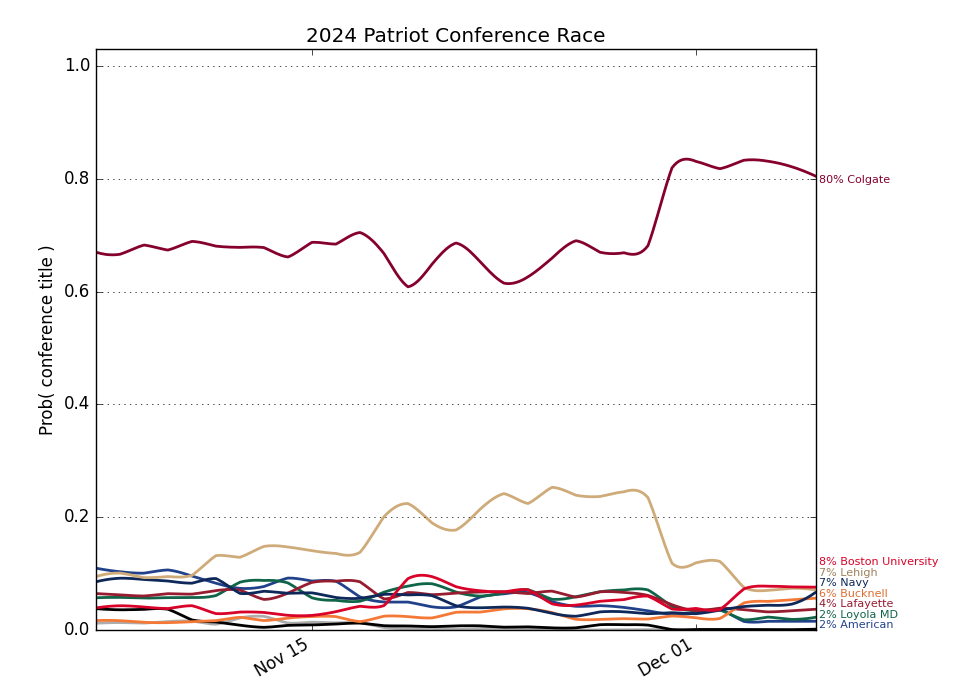 2024 Patriot Conference Race
Prob( conference title )
1.0
0.8
0.6
0.4
0.2
0.0
Nov 15
Dec 01
80% Colgate
8% Boston University
7% Lehigh
7% Navy
6% Bucknell
4% Lafayette
2% Loyola MD
2% American